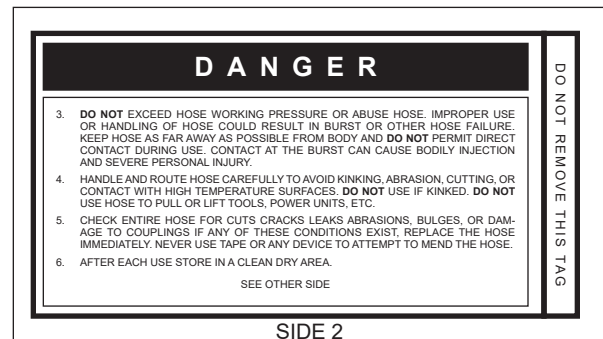 DANGER
3. DO NOT EXCEED HOSE WORKING PRESSURE OR ABUSE HOSE. IMPROPER USE
OR HANDLING OF HOSE COULD RESULT IN BURST OR OTHER HOSE FAILURE.
KEEP HOSE AS FAR AWAY AS POSSIBLE FROM BODY AND DO NOT PERMIT DIRECT
CONTACT DURING USE. CONTACT AT THE BURST CAN CAUSE BODILY INJECTION
AND SEVERE PERSONAL INJURY.
4. HANDLE AND ROUTE HOSE CAREFULLY TO AVOID KINKING, ABRASION, CUTTING, OR
CONTACT WITH HIGH TEMPERATURE SURFACES. DO NOT USE IF KINKED. DO NOT
USE HOSE TO PULL OR LIFT TOOLS, POWER UNITS, ETC.
5. CHECK ENTIRE HOSE FOR CUTS CRACKS LEAKS ABRASIONS, BULGES, OR DAM-
AGE TO COUPLINGS IF ANY OF THESE CONDITIONS EXIST, REPLACE THE HOSE
IMMEDIATELY. NEVER USE TAPE OR ANY DEVICE TO ATTEMPT TO MEND THE HOSE.
6. AFTER EACH USE STORE IN A CLEAN DRY AREA.
SEE OTHER SIDE
DO NOT REMOVE THIS TAG
SIDE 2